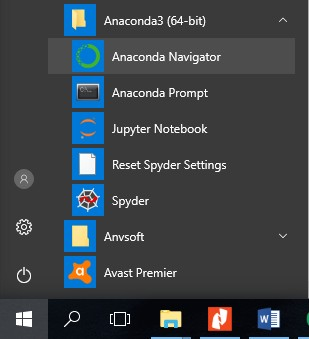 Anaconda3 (64-bit)
Anaconda Navigator
Anaconda Prompt
Jupyter Notebook
Reset Spyder Settings
Spyder
Anvsoft
Avast Premier